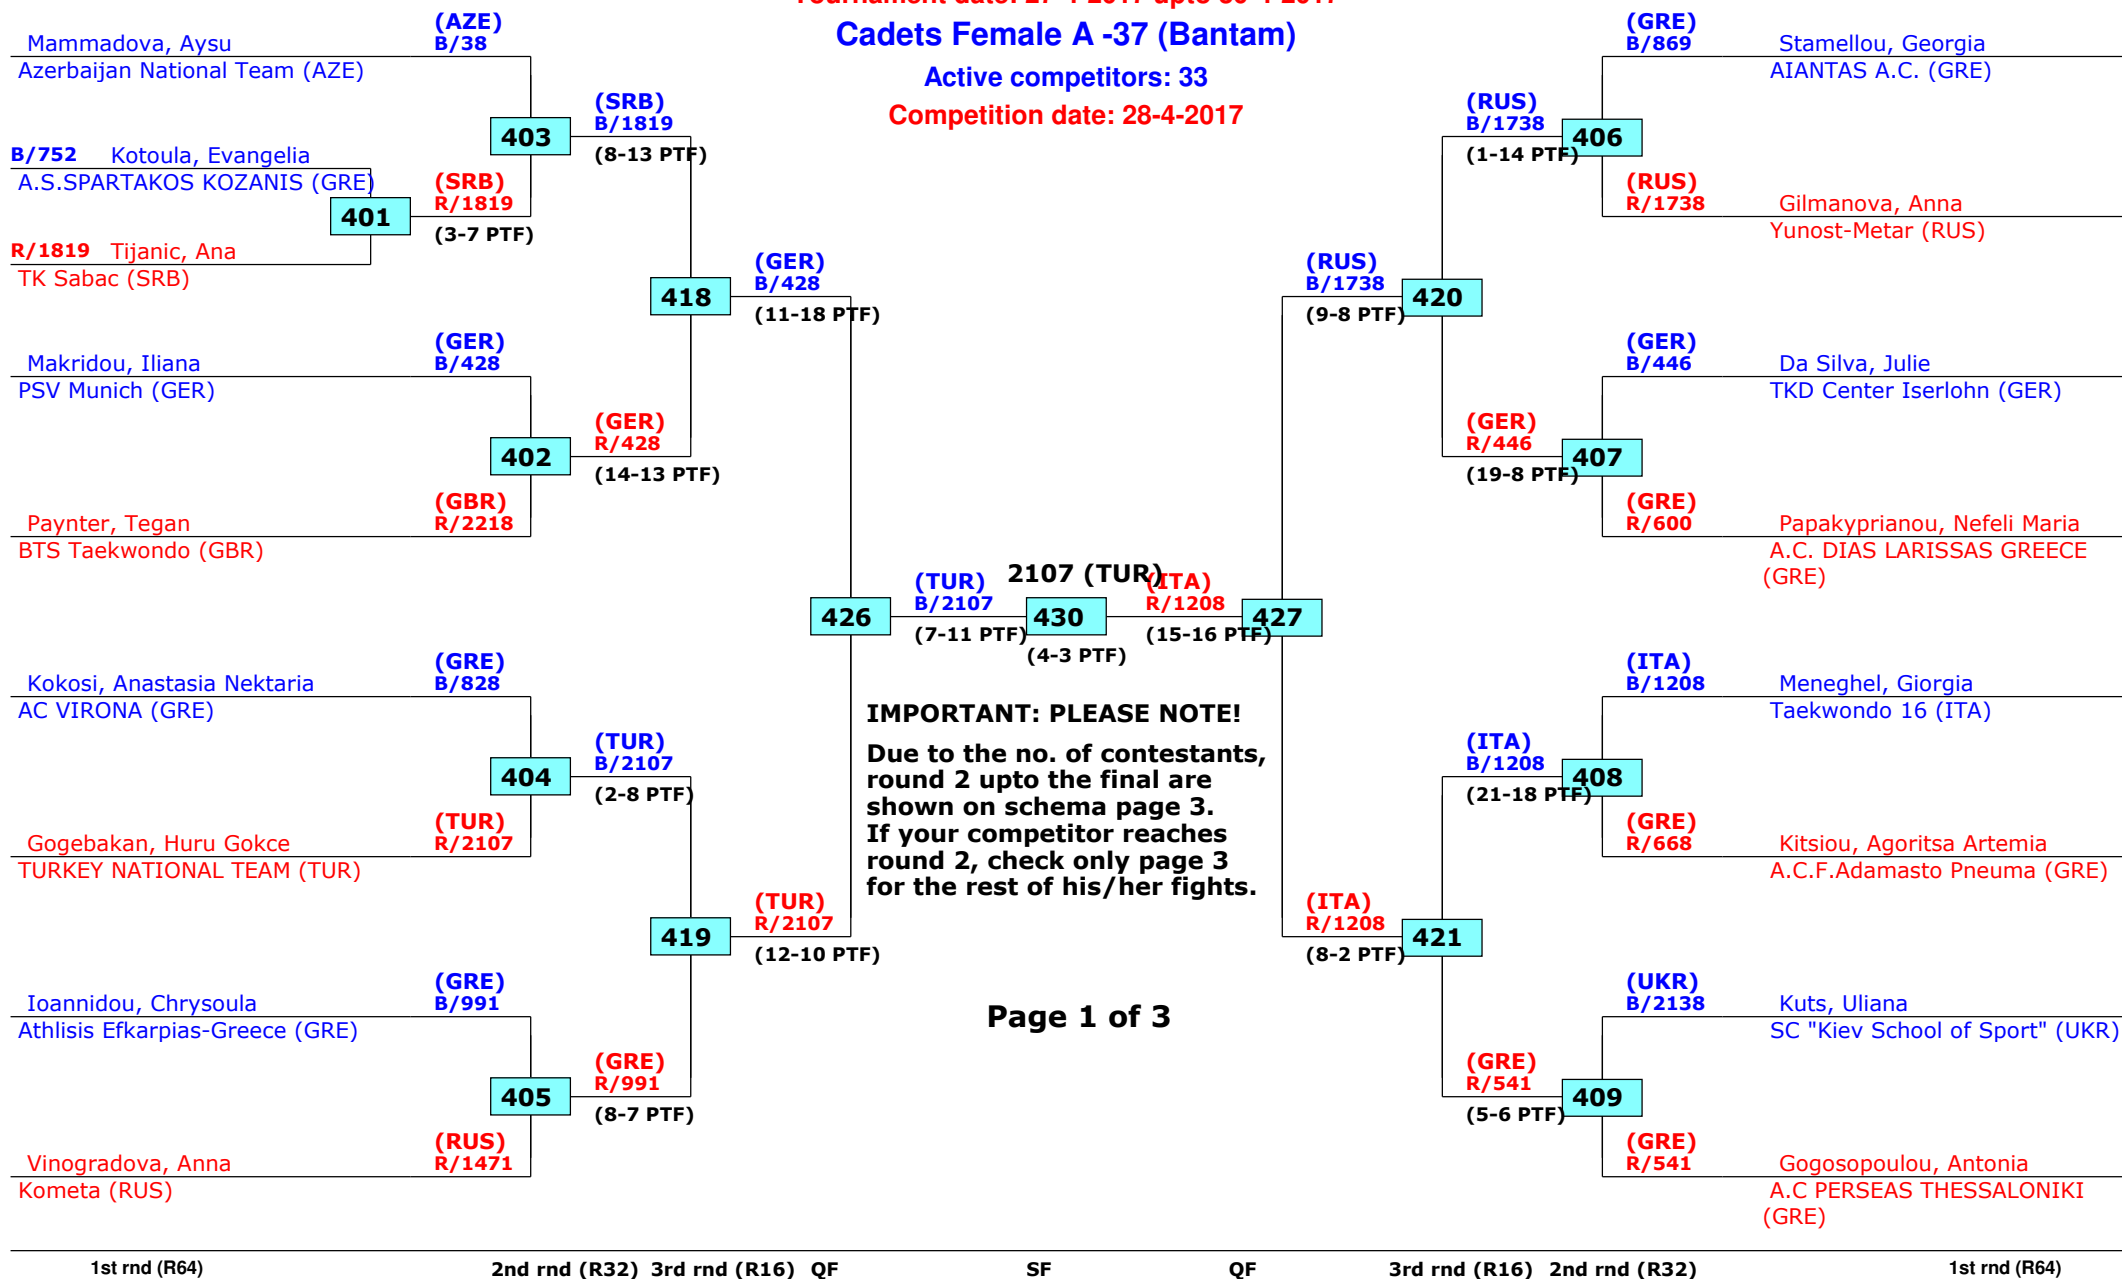 Tournament date: 27-4-2017 upto 30-4-2017
Cadets Female A -37 (Bantam)
Active competitors: 33
Competition date: 28-4-2017
(AZE)
B/38
Mammadova, Aysu
Azerbaijan National Team (AZE)
B/752 Kotoula, Evangelia
A.S.SPARTAKOS KOZANIS (GRE)
401
R/1819 Tijanic, Ana
TK Sabac (SRB)
(SRB)
R/1819
(3-7 PTF)
403
(SRB)
B/1819
(8-13 PTF)
(GER)
B/428
Makridou, Iliana
PSV Munich (GER)
402
(GBR)
R/2218
Paynter, Tegan
BTS Taekwondo (GBR)
(GER)
R/428
(14-13 PTF)
418
(GER)
B/428
(11-18 PTF)
(GRE)
B/828
Kokosi, Anastasia Nektaria
AC VIRONA (GRE)
404
(TUR)
R/2107
Gogebakan, Huru Gokce
TURKEY NATIONAL TEAM (TUR)
(TUR)
B/2107
(2-8 PTF)
419
(TUR)
R/2107
(12-10 PTF)
(GRE)
B/991
Ioannidou, Chrysoula
Athlisis Efkarpias-Greece (GRE)
405
(RUS)
R/1471
Vinogradova, Anna
Kometa (RUS)
(GRE)
R/991
(8-7 PTF)
426
(TUR)
B/2107
(7-11 PTF)
2107 (TUR)
430
(4-3 PTF)
(ITA)
R/1208
(15-16 PTF)
427
IMPORTANT: PLEASE NOTE!
Due to the no. of contestants,
round 2 upto the final are
shown on schema page 3.
If your competitor reaches
round 2, check only page 3
for the rest of his/her fights.
Page 1 of 3
(GRE)
B/869
Stamellou, Georgia
AIANTAS A.C. (GRE)
(RUS)
B/1738
(1-14 PTF)
406
(RUS)
R/1738
Gilmanova, Anna
Yunost-Metar (RUS)
(RUS)
B/1738
(9-8 PTF)
420
(GER)
B/446
Da Silva, Julie
TKD Center Iserlohn (GER)
(GER)
R/446
(19-8 PTF)
407
(GRE)
R/600
Papakyprianou, Nefeli Maria
A.C. DIAS LARISSAS GREECE
(GRE)
(ITA)
B/1208
Meneghel, Giorgia
Taekwondo 16 (ITA)
(ITA)
B/1208
(21-18 PTF)
408
(GRE)
R/668
Kitsiou, Agoritsa Artemia
A.C.F.Adamasto Pneuma (GRE)
(ITA)
R/1208
(8-2 PTF)
421
(UKR)
B/2138
Kuts, Uliana
SC "Kiev School of Sport" (UKR)
(GRE)
R/541
(5-6 PTF)
409
(GRE)
R/541
Gogosopoulou, Antonia
A.C PERSEAS THESSALONIKI
(GRE)
1st rnd (R64) 2nd rnd (R32) 3rd rnd (R16) QF SF QF 3rd rnd (R16) 2nd rnd (R32) 1st rnd (R64)